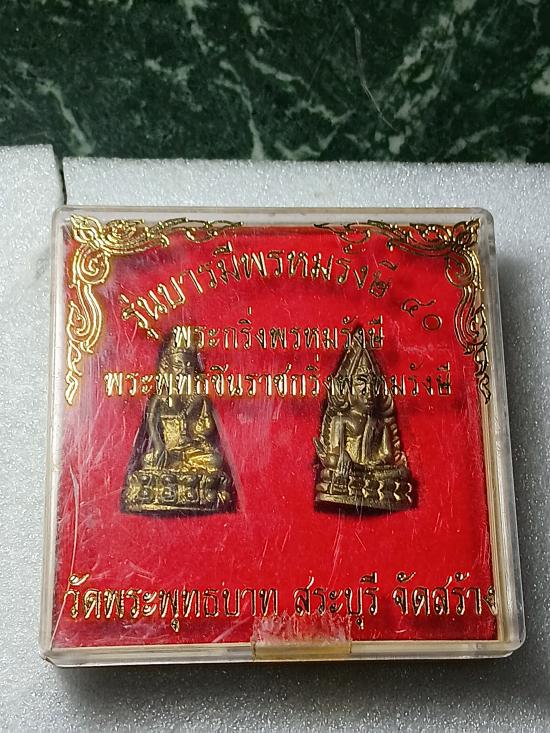 รุ่นบารมีพรหมรังษี ๔๐
พระกริ่งพรหมรังษี
พระพุทธชินราชกริ่งพรหมรังษี
วัดพระพุทธบาท สระบุรี จัดสร้าง